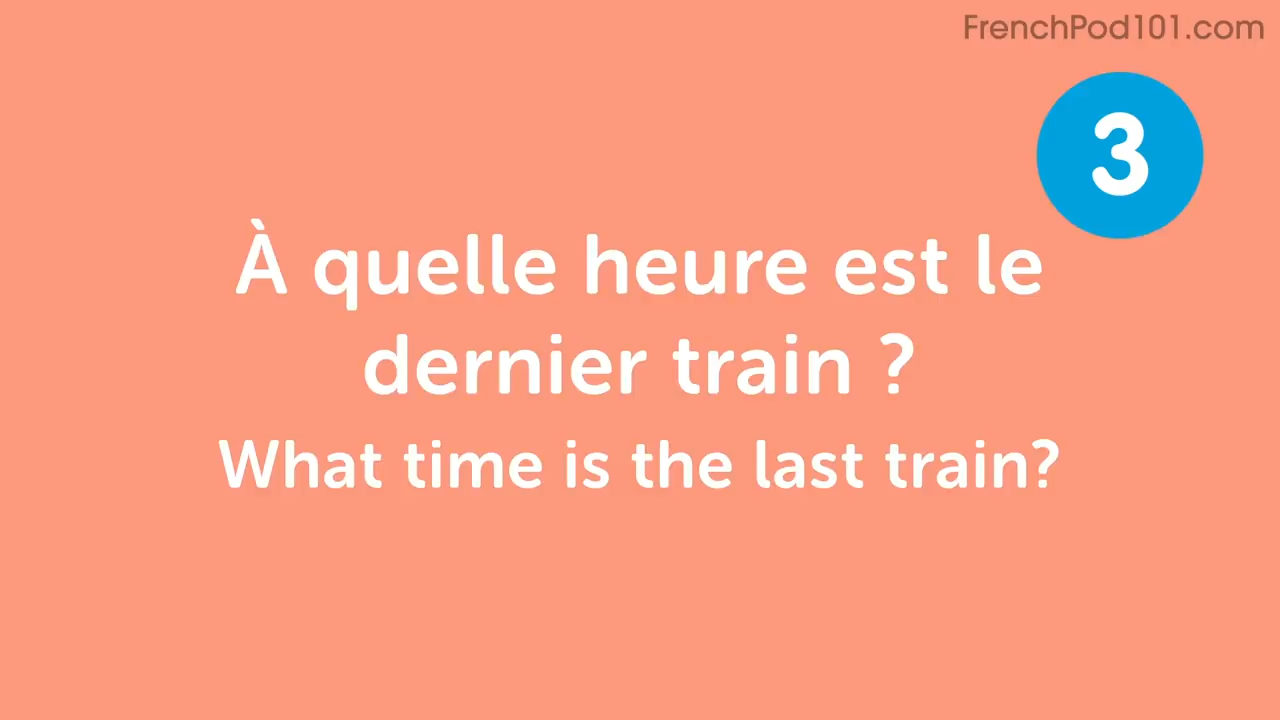 FrenchPod101.com
3
À quelle heure est le
dernier train ?
What time is the last train?